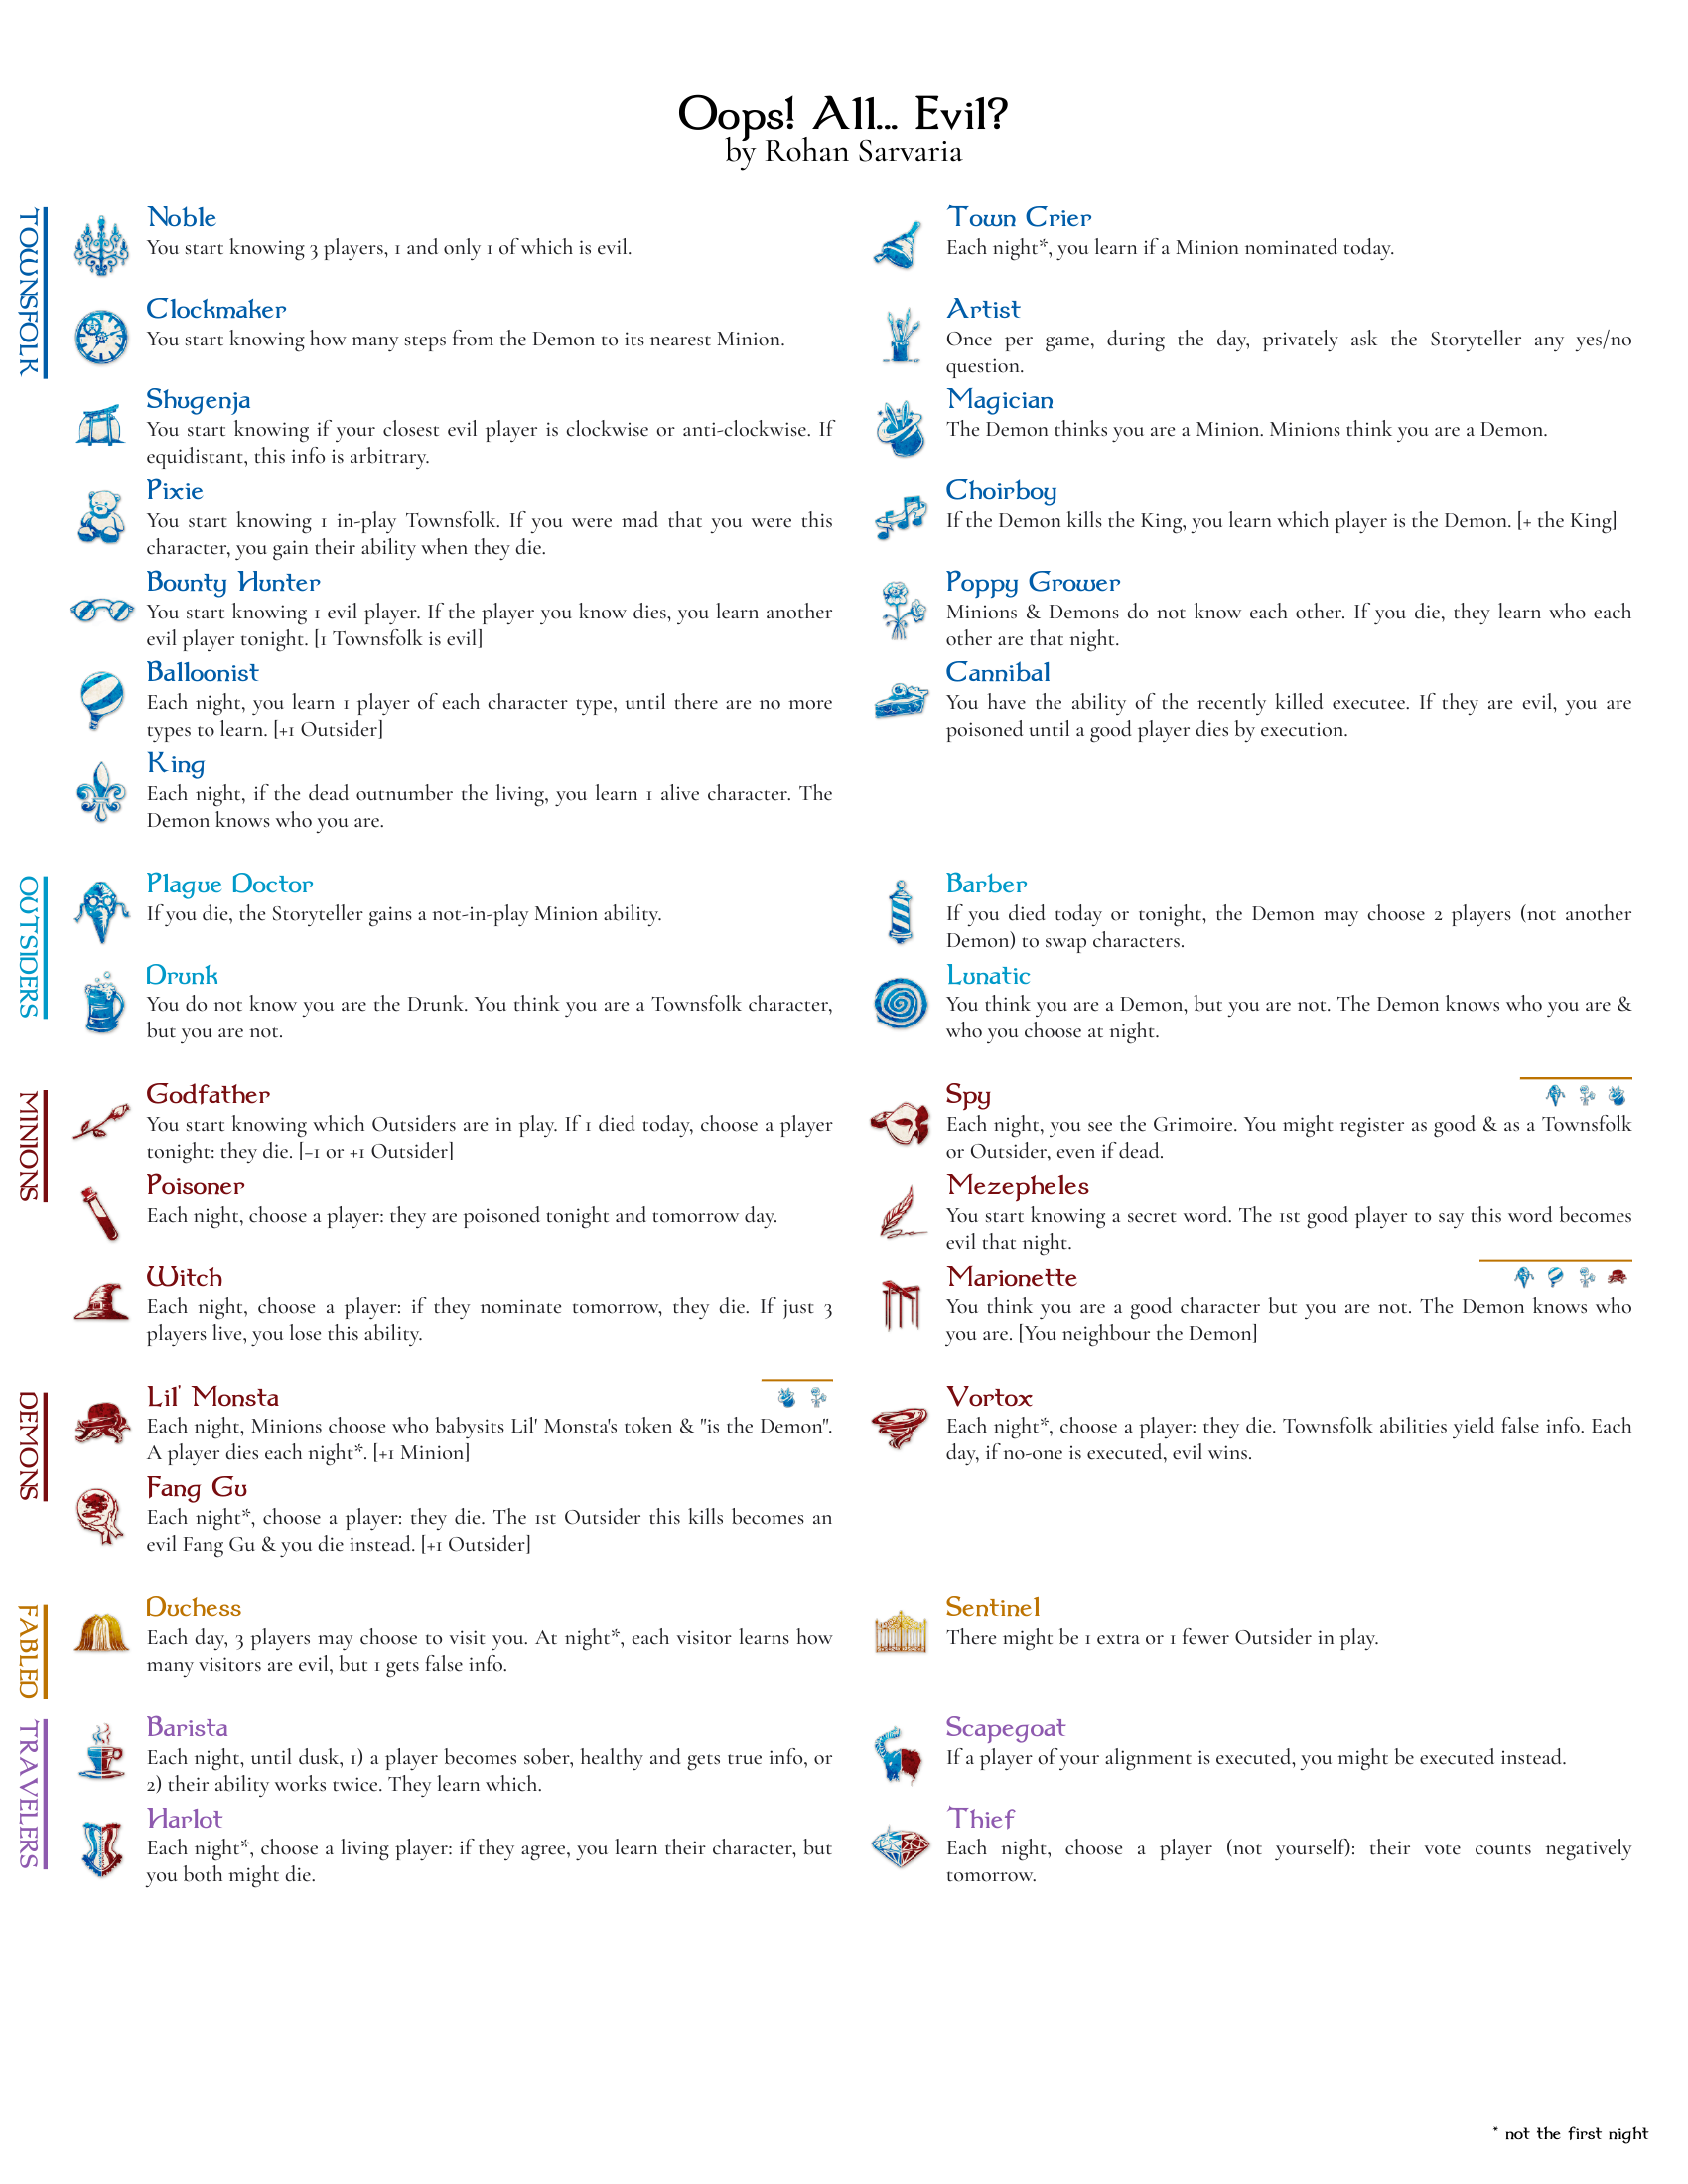 Oops! All... Evil?
by Rohan Sarvaria
TOWNSFOLK
Noble
You start knowing 3 players, 1 and only 1 of which is evil.
Clockmaker
You start knowing how many steps from the Demon to its nearest Minion.
Shugenja
You start knowing if your closest evil player is clockwise or anti-clockwise. If
equidistant, this info is arbitrary.
Pixie
You start knowing 1 in-play Townsfolk. If you were mad that you were this
character, you gain their ability when they die.
Bounty Hunter
You start knowing 1 evil player. If the player you know dies, you learn another
evil player tonight. [1 Townsfolk is evil]
Balloonist
Each night, you learn 1 player of each character type, until there are no more
types to learn. [+1 Outsider]
King
Each night, if the dead outnumber the living, you learn 1 alive character. The
Demon knows who you are.
Town Crier
Each night*, you learn if a Minion nominated today.
Artist
Once per game, during the day, privately ask the Storyteller any yes/no
question.
Magician
The Demon thinks you are a Minion. Minions think you are a Demon.
Choirboy
If the Demon kills the King, you learn which player is the Demon. [+ the King]
Poppy Grower
Minions & Demons do not know each other. If you die, they learn who each
other are that night.
Cannibal
You have the ability of the recently killed executee. If they are evil, you are
poisoned until a good player dies by execution.
OUTSIDERS
Plague Doctor
If you die, the Storyteller gains a not-in-play Minion ability.
Drunk
You do not know you are the Drunk. You think you are a Townsfolk character,
but you are not.
Barber
If you died today or tonight, the Demon may choose 2 players (not another
Demon) to swap characters.
Lunatic
You think you are a Demon, but you are not. The Demon knows who you are &
who you choose at night.
MINIONS
Godfather
You start knowing which Outsiders are in play. If 1 died today, choose a player
tonight: they die. [−1 or +1 Outsider]
Poisoner
Each night, choose a player: they are poisoned tonight and tomorrow day.
Witch
Each night, choose a player: if they nominate tomorrow, they die. If just 3
players live, you lose this ability.
Spy
Each night, you see the Grimoire. You might register as good & as a Townsfolk
or Outsider, even if dead.
Mezepheles
You start knowing a secret word. The 1st good player to say this word becomes
evil that night.
Marionette
You think you are a good character but you are not. The Demon knows who
you are. [You neighbour the Demon]
DEMONS
Lil' Monsta
Each night, Minions choose who babysits Lil' Monsta's token & "is the Demon".
A player dies each night*. [+1 Minion]
Fang Gu
Each night*, choose a player: they die. The 1st Outsider this kills becomes an
evil Fang Gu & you die instead. [+1 Outsider]
Vortox
Each night*, choose a player: they die. Townsfolk abilities yield false info. Each
day, if no-one is executed, evil wins.
FABLED
Duchess
Each day, 3 players may choose to visit you. At night*, each visitor learns how
many visitors are evil, but 1 gets false info.
Sentinel
There might be 1 extra or 1 fewer Outsider in play.
TRAVELERS
Barista
Each night, until dusk, 1) a player becomes sober, healthy and gets true info, or
2) their ability works twice. They learn which.
Harlot
Each night*, choose a living player: if they agree, you learn their character, but
you both might die.
Scapegoat
If a player of your alignment is executed, you might be executed instead.
Thief
Each night, choose a player (not yourself): their vote counts negatively
tomorrow.
* not the first night